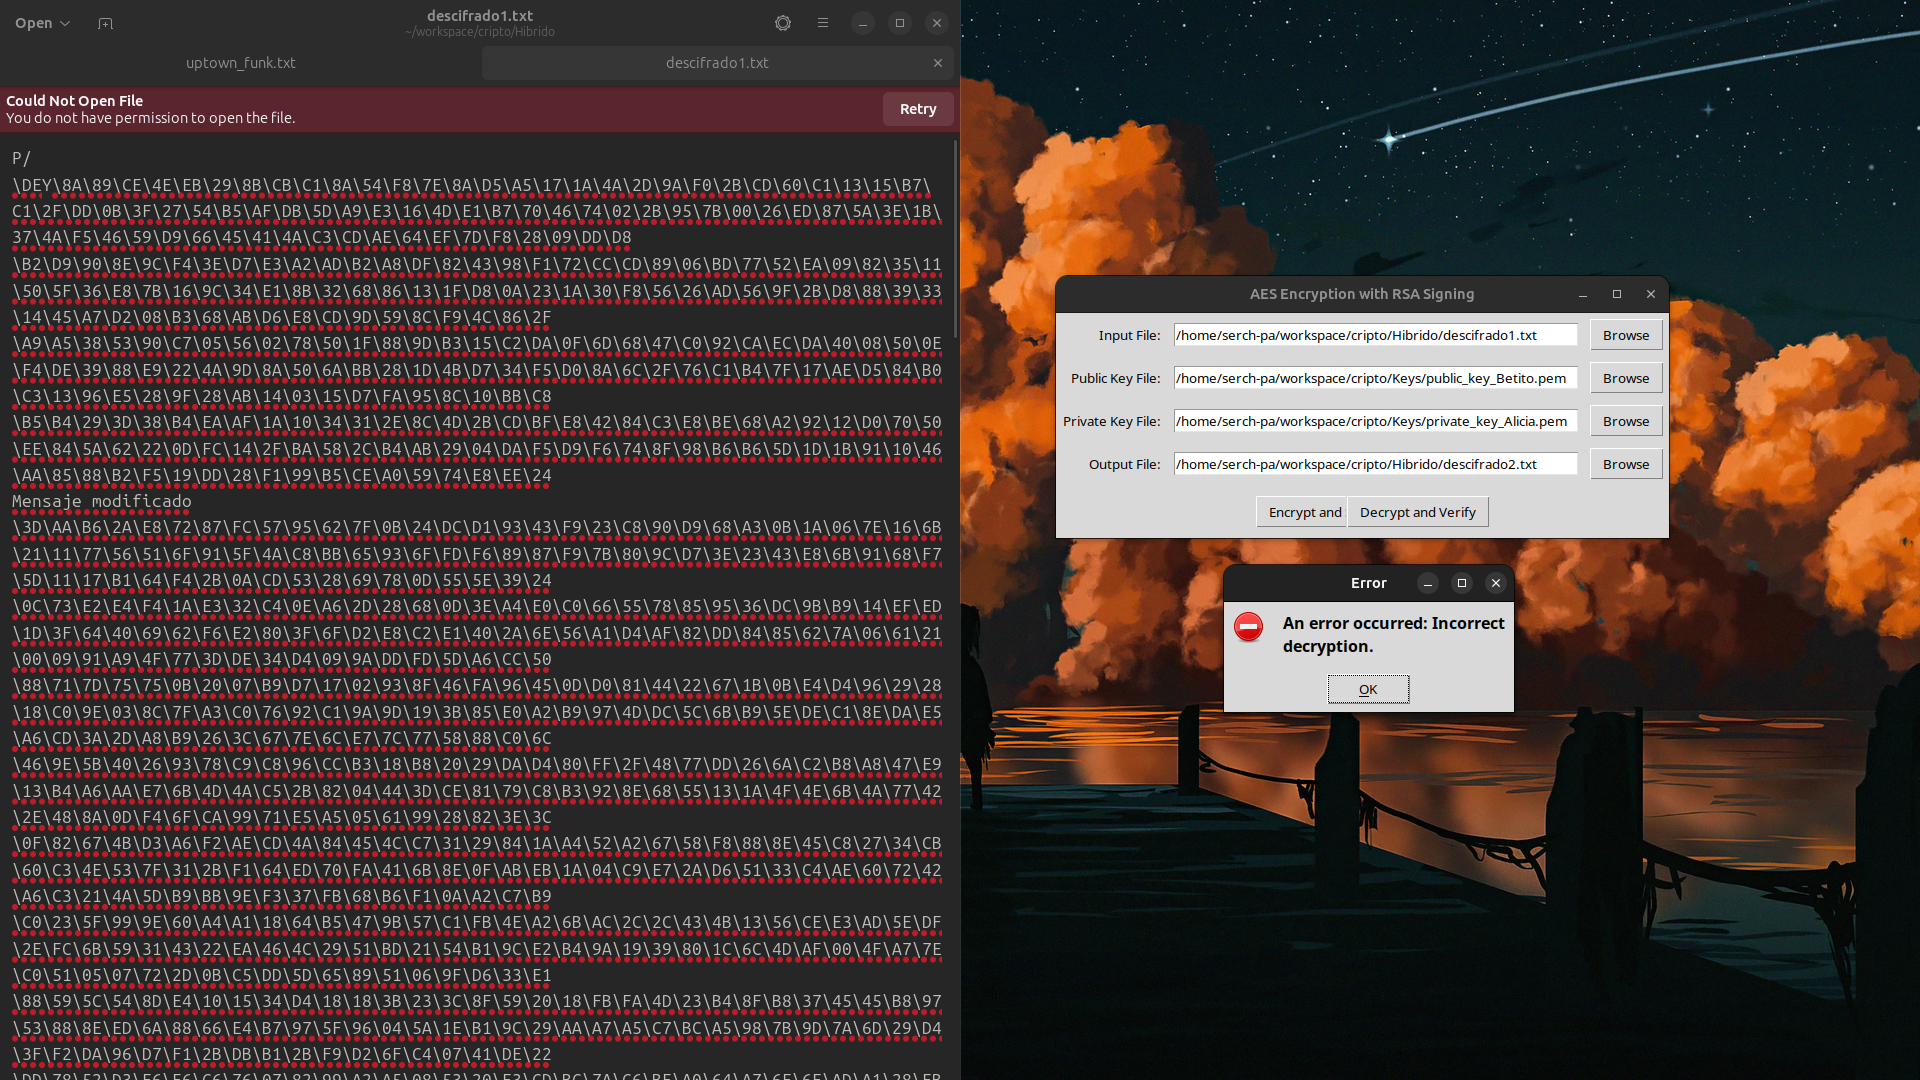 Open
descifrado1.txt
~/workspace/cripto/Hibrido
uptown_funk.txt
descifrado1.txt
Could Not Open File
You do not have permission to open the file.
Retry
P/
\DEY\8A\89\CE\4E\EB\29\8B\CB\C1\8A\54\F8\7E\8A\D5\A5\17\1A\4A\2D\9A\F0\2B\CD\60\C1\13\15\B7\
C1\2F\DD\0B\3F\27\54\B5\AF\DB\5D\A9\E3\16\4D\E1\B7\70\46\74\02\2B\95\7B\00\26\ED\87\5A\3E\1B\
37\4A\F5\46\59\D9\66\45\41\4A\C3\CD\AE\64\EF\7D\F8\28\09\DD\D8
\B2\D9\90\8E\9C\F4\3E\D7\E3\A2\AD\B2\A8\DF\82\43\98\F1\72\CC\CD\89\06\BD\77\52\EA\09\82\35\11
\50\5F\36\E8\7B\16\9C\34\E1\8B\32\68\86\13\1F\D8\0A\23\1A\30\F8\56\26\AD\56\9F\2B\D8\88\39\33
\14\45\A7\D2\08\B3\68\AB\D6\E8\CD\9D\59\8C\F9\4C\86\2F
\A9\A5\38\53\90\C7\05\56\02\78\50\1F\88\9D\B3\15\C2\DA\0F\6D\68\47\C0\92\CA\EC\DA\40\08\50\0E
\F4\DE\39\88\E9\22\4A\9D\8A\50\6A\BB\28\1D\4B\D7\34\F5\D0\8A\6C\2F\76\C1\B4\7F\17\AE\D5\84\B0
\C3\13\96\E5\28\9F\28\AB\14\03\15\D7\FA\95\8C\10\BB\C8
\B5\B4\29\3D\38\B4\EA\AF\1A\10\34\31\2E\8C\4D\2B\CD\BF\E8\42\84\C3\E8\BE\68\A2\92\12\D0\70\50
\EE\84\5A\62\22\0D\FC\14\2F\BA\58\2C\B4\AB\29\04\DA\F5\D9\F6\74\8F\98\B6\B6\5D\1D\1B\91\10\46
\AA\85\88\B2\F5\19\DD\28\F1\99\B5\CE\A0\59\74\E8\EE\24
Mensaje modificado
\3D\AA\B6\2A\E8\72\87\FC\57\95\62\7F\0B\24\DC\D1\93\43\F9\23\C8\90\D9\68\A3\0B\1A\06\7E\16\6B
\21\11\77\56\51\6F\91\5F\4A\C8\BB\65\93\6F\FD\F6\89\87\F9\7B\80\9C\D7\3E\23\43\E8\6B\91\68\F7
\5D\11\17\B1\64\F4\2B\0A\CD\53\28\69\78\0D\55\5E\39\24
\0C\73\E2\E4\F4\1A\E3\32\C4\0E\A6\2D\28\68\0D\3E\A4\E0\C0\66\55\78\85\95\36\DC\9B\B9\14\EF\ED
\1D\3F\64\40\69\62\F6\E2\80\3F\6F\D2\E8\C2\E1\40\2A\6E\56\A1\D4\AF\82\DD\84\85\62\7A\06\61\21
\00\09\91\A9\4F\77\3D\DE\34\D4\09\9A\DD\FD\5D\A6\CC\50
\88\71\7D\75\75\0B\20\07\B9\D7\17\02\93\8F\46\FA\96\45\0D\D0\81\44\22\67\1B\0B\E4\D4\96\29\28
\18\C0\9E\03\8C\7F\A3\C0\76\92\C1\9A\9D\19\3B\85\E0\A2\B9\97\4D\DC\5C\6B\B9\5E\DE\C1\8E\DA\E5
\A6\CD\3A\2D\A8\B9\26\3C\67\7E\6C\E7\7C\77\58\88\C0\6C
\46\9E\5B\40\26\93\78\C9\C8\96\CC\B3\18\B8\20\29\DA\D4\80\FF\2F\48\77\DD\26\6A\C2\B8\A8\47\E9
\13\B4\A6\AA\E7\6B\4D\4A\C5\2B\82\04\44\3D\CE\81\79\C8\B3\92\8E\68\55\13\1A\4F\4E\6B\4A\77\42
\2E\48\8A\0D\F4\6F\CA\99\71\E5\A5\05\61\99\28\82\3E\3C
\0F\82\67\4B\D3\A6\F2\AE\CD\4A\84\45\4C\C7\31\29\84\1A\A4\52\A2\67\58\F8\88\8E\45\C8\27\34\CB
\60\C3\4E\53\7F\31\2B\F1\64\ED\70\FA\41\6B\8E\0F\AB\EB\1A\04\C9\E7\2A\D6\51\33\C4\AE\60\72\42
\A6\C3\21\4A\5D\B9\BB\9E\F3\37\FB\68\B6\F1\0A\A2\C7\B9
\C0\23\5F\99\9E\60\A4\A1\18\64\B5\47\9B\57\C1\FB\4E\A2\6B\AC\2C\2C\43\4B\13\56\CE\E3\AD\5E\DF
\2E\FC\6B\59\31\43\22\EA\46\4C\29\51\BD\21\54\B1\9C\E2\B4\9A\19\39\80\1C\6C\4D\AF\00\4F\A7\7E
\C0\51\05\07\72\2D\0B\C5\DD\5D\65\89\51\06\9F\D6\33\E1
\88\59\5C\54\8D\E4\10\15\34\D4\18\18\3B\23\3C\8F\59\20\18\FB\FA\4D\23\B4\8F\B8\37\45\45\B8\97
\53\88\8E\ED\6A\88\66\E4\B7\97\5F\96\04\5A\1E\B1\9C\29\AA\A7\A5\C7\BC\A5\98\7B\9D\7A\6D\29\D4
\3F\F2\DA\96\D7\F1\2B\DB\B1\2B\F9\D2\6F\C4\07\41\DE\22
AES Encryption with RSA Signing
Input File: /home/serch-pa/workspace/cripto/Hibrido/descifrado1.txt Browse
Public Key File: /home/serch-pa/workspace/cripto/Keys/public_key_Betito.pem Browse
Private Key File: /home/serch-pa/workspace/cripto/Keys/private_key_Alicia.pem Browse
Output File: /home/serch-pa/workspace/cripto/Hibrido/descifrado2.txt Browse
Encrypt and Decrypt and Verify
Error
An error occurred: Incorrect
decryption.
OK